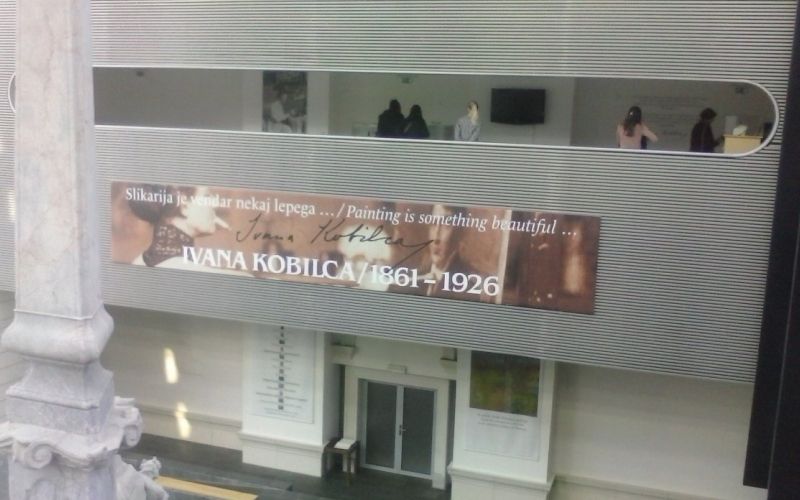 Slikarija je vendar nekaj lepega ... / Painting is something beautiful ...
Ivana Kobilca
IVANA KOBILCA / 1861 – 1926